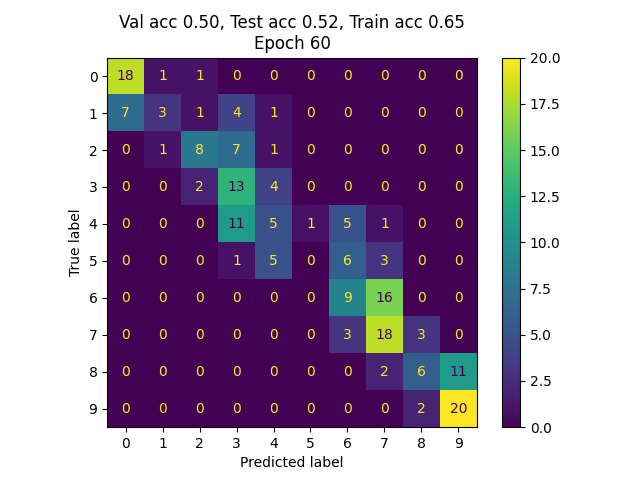 Val acc 0.50, Test acc 0.52, Train acc 0.65
Epoch 60
True label
0 18 1 1 0 0 0 0 0 0 0
1 7 3 1 4 1 0 0 0 0 0
2 0 1 8 7 1 0 0 0 0 0
3 0 0 2 13 4 0 0 0 0 0
4 0 0 0 11 5 1 5 1 0 0
5 0 0 0 1 5 0 6 3 0 0
6 0 0 0 0 0 0 9 16 0 0
7 0 0 0 0 0 0 3 18 3 0
8 0 0 0 0 0 0 0 2 6 11
9 0 0 0 0 0 0 0 0 2 20
0 1 2 3 4 5 6 7 8 9
Predicted label
20.0
17.5
15.0
12.5
10.0
7.5
5.0
2.5
0.0